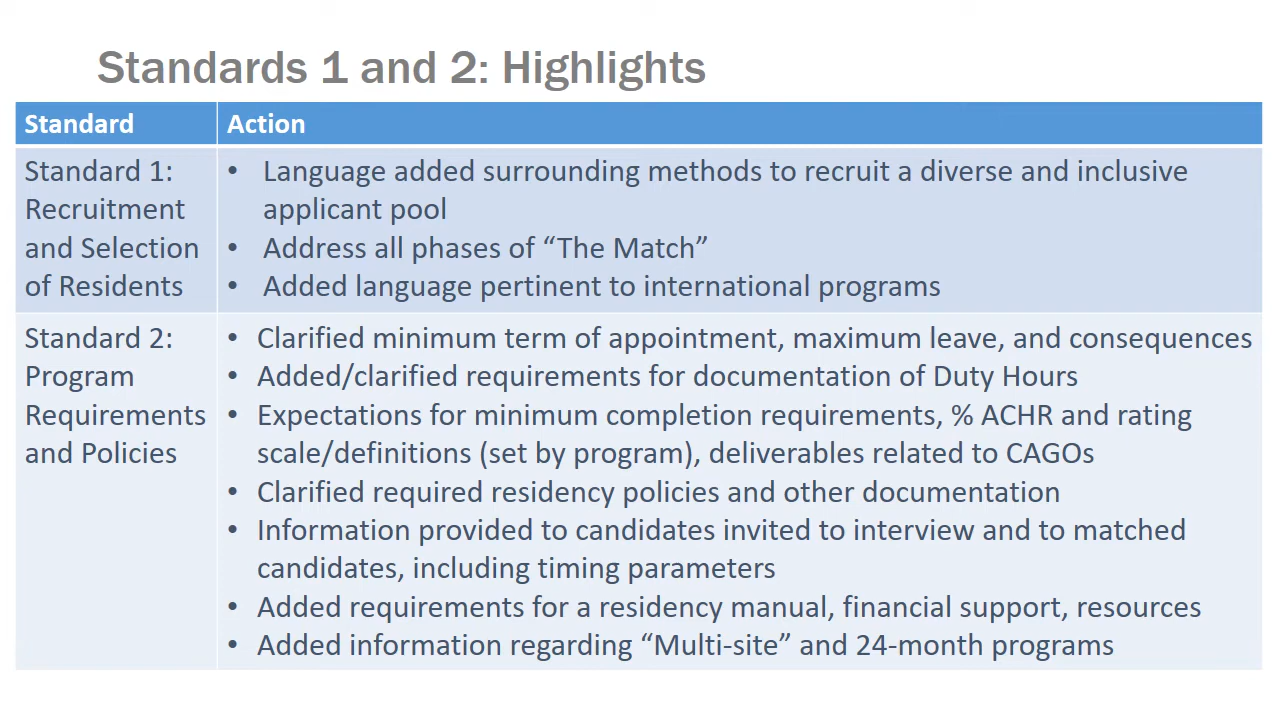 Standards 1 and 2: Highlights
Standard
Action
Standard 1:
Recruitment
and Selection
of Residents
• Language added surrounding methods to recruit a diverse and inclusive
applicant pool
• Address all phases of “The Match”
• Added language pertinent to international programs
Standard 2:
Program
Requirements
and Policies
• Clarified minimum term of appointment, maximum leave, and consequences
• Added/clarified requirements for documentation of Duty Hours
• Expectations for minimum completion requirements, % ACHR and rating
scale/definitions (set by program), deliverables related to CAGOs
• Clarified required residency policies and other documentation
• Information provided to candidates invited to interview and to matched
candidates, including timing parameters
• Added requirements for a residency manual, financial support, resources
• Added information regarding “Multi-site” and 24-month programs